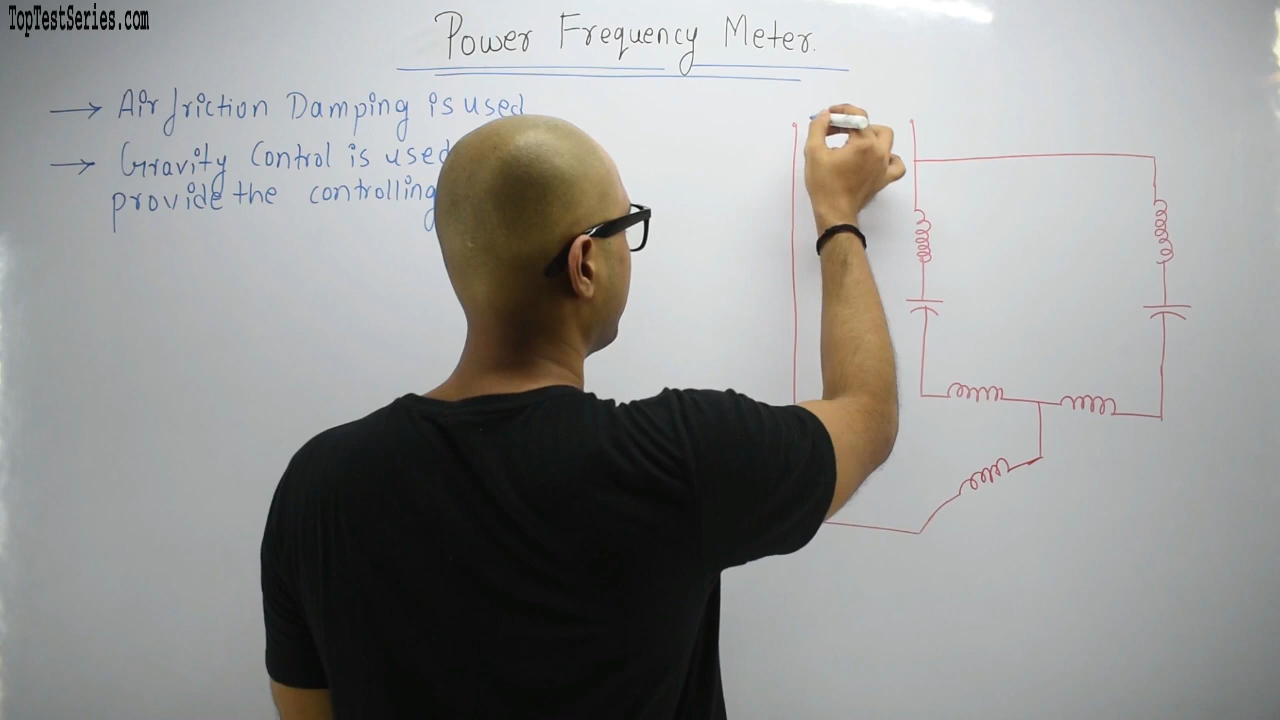 TopTestSeries.com
Power Frequency Meter.
→ Air friction Damping is used
→ Gravity Control is used
provide the controlling